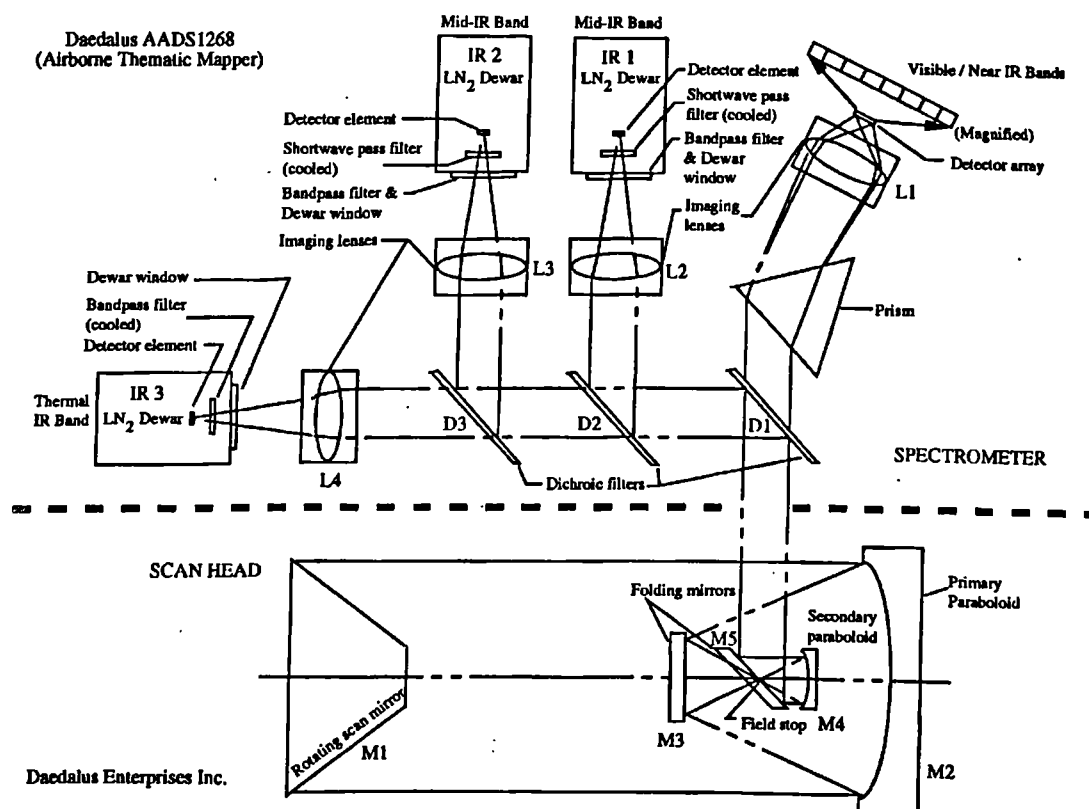 Daedalus AADS1268
(Airborne Thematic Mapper)
Mid-IR Band
Mid-IR Band
IR 2
LN2 Dewar
IR 1
LN2 Dewar
Detector element
Shortwave pass
filter (cooled)
Bandpass filter
& Dewar
window
Visible / Near IR Bands
(Magnified)
Detector array
L1
Detector element
Shortwave pass filter
(cooled)
Bandpass filter &
Dewar window
Imaging
lenses
Imaging lenses
L3
L2
Prism
Dewar window
Bandpass filter
(cooled)
Detector element
Thermal
IR Band
IR 3
LN2 Dewar
L4
D3
D2
D1
Dichroic filters
SPECTROMETER
SCAN HEAD
Folding mirrors
M5
Secondary
paraboloid
Primary
Paraboloid
Rotating scan mirror
M1
M3
Field stop
M4
M2
Daedalus Enterprises Inc.